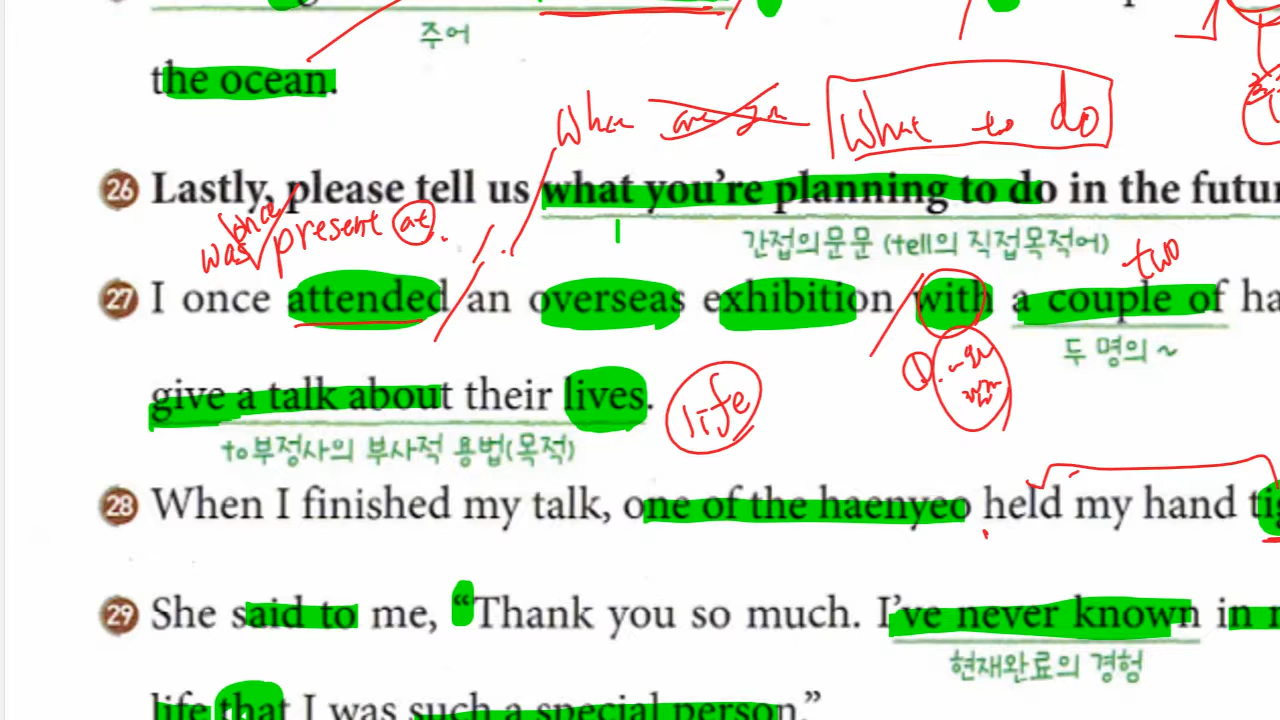 주어
the ocean.
when are you What to do
26 Lastly, please tell us what you're planning to do in the futur
once
was present at.
간접의문문 (tell의 직접목적어)
two
27 I once attended an overseas exhibition with a couple of ha
두 명의 ~
①
give a talk about their lives. life
to부정사의 부사적 용법(목적)
28 When I finished my talk, one of the haenyeo held my hand ti
29 She said to me, “Thank you so much. I've never known in m
현재완료의 경험
life that I was such a special person.”